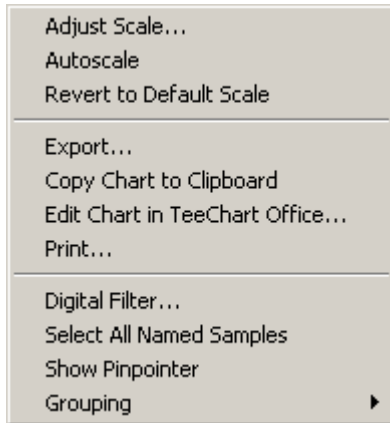 Adjust Scale...
Autoscale
Revert to Default Scale
Export...
Copy Chart to Clipboard
Edit Chart in TeeChart Office...
Print...
Digital Filter...
Select All Named Samples
Show Pinpointer
Grouping